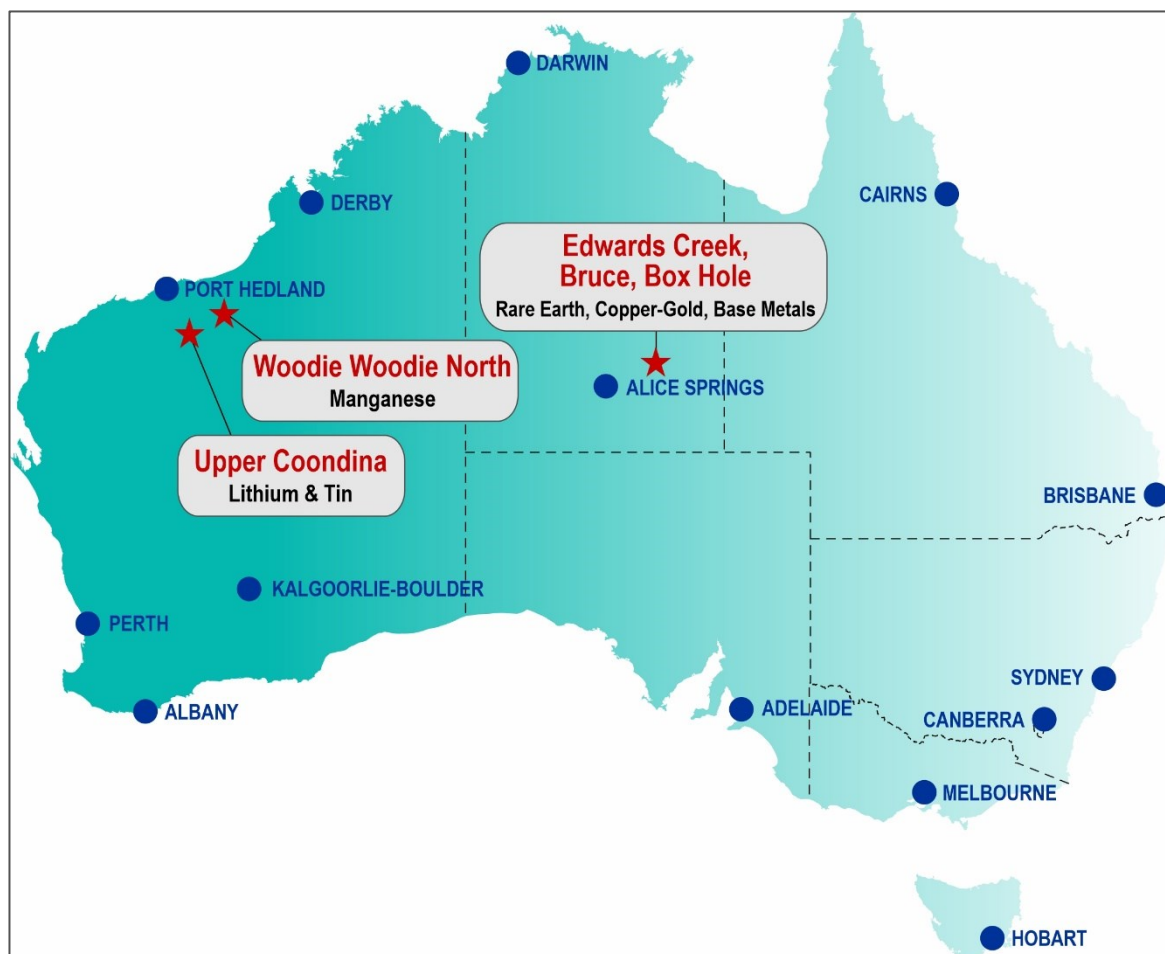 DARWIN
DERBY
CAIRNS
Edwards Creek,
Bruce, Box Hole
Rare Earth, Copper-Gold, Base Metals
PORT HEDLAND
Woodie Woodie North
Manganese
ALICE SPRINGS
Upper Coondina
Lithium & Tin
BRISBANE
KALGOORLIE-BOULDER
PERTH
SYDNEY
ALBANY
ADELAIDE
CANBERRA
MELBOURNE
HOBART